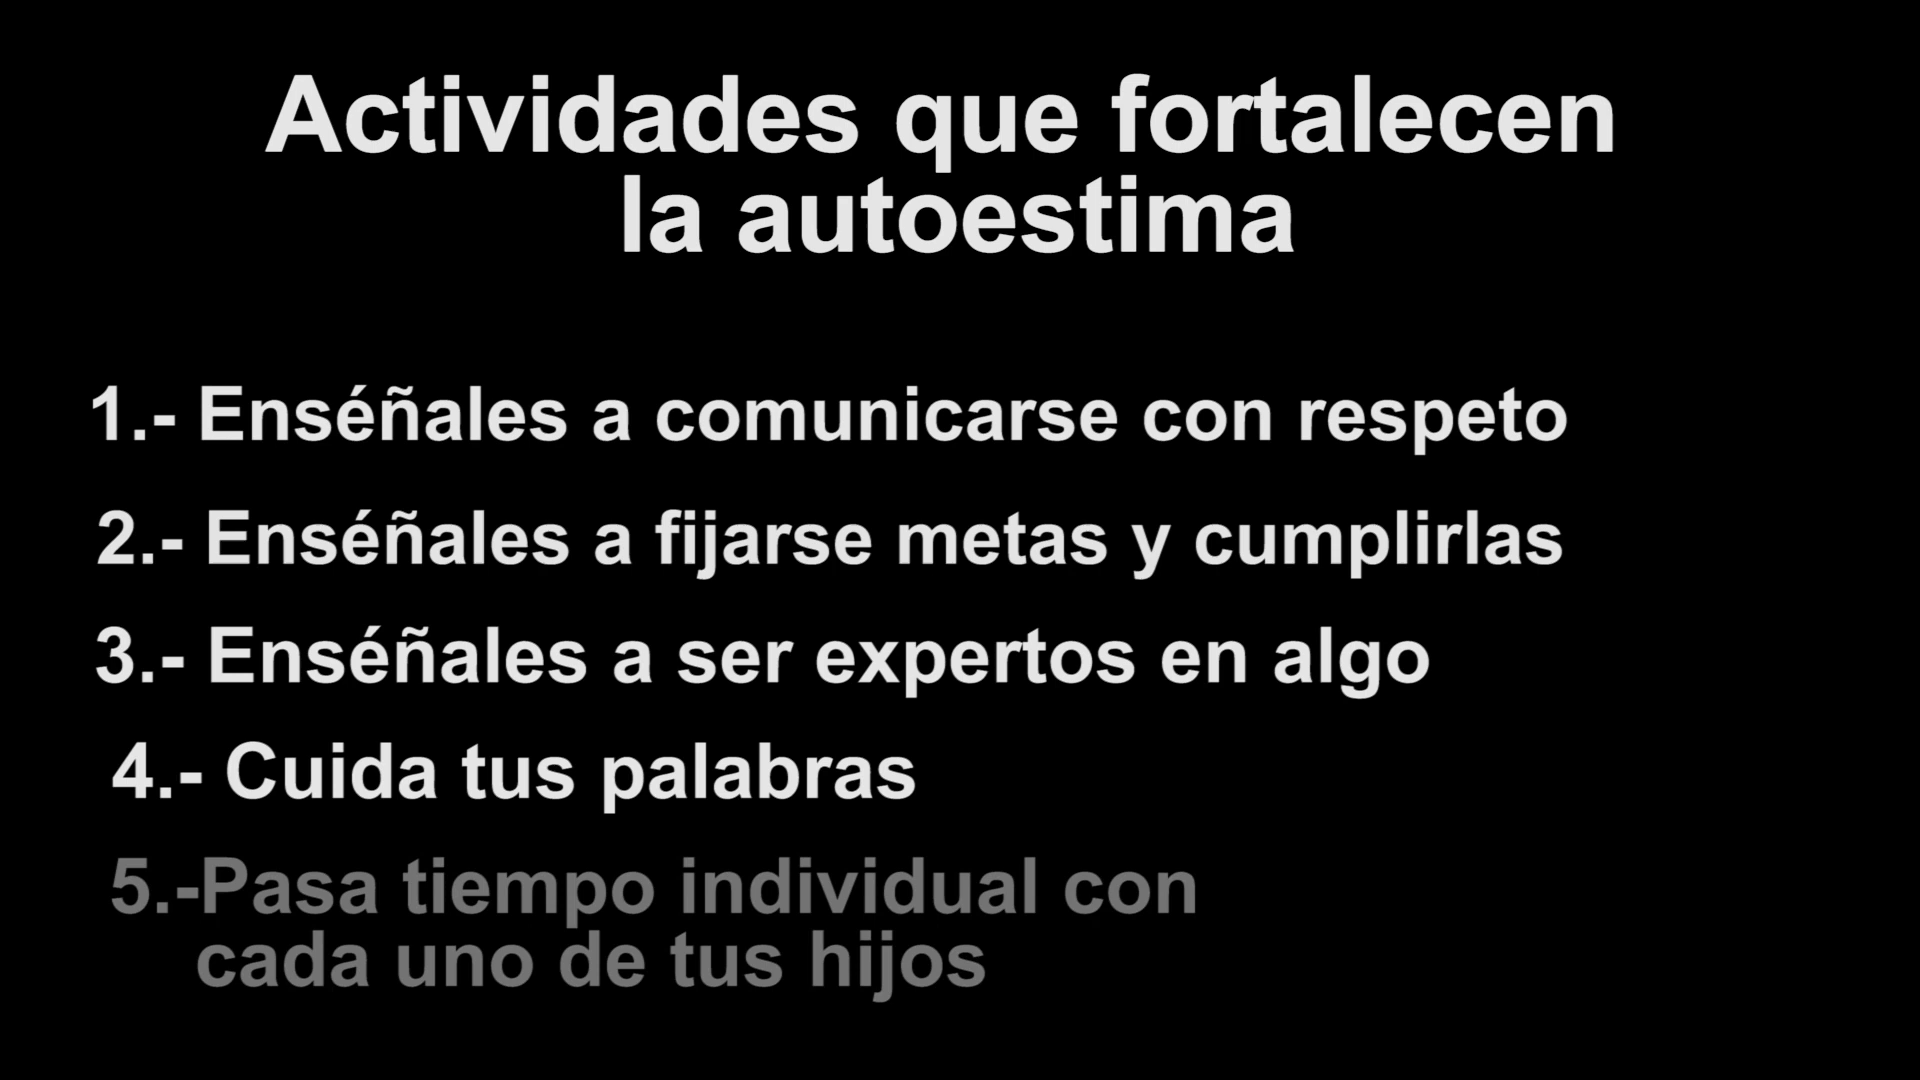 Actividades que fortalecen
la autoestima
1.- Enséñales a comunicarse con respeto
2.- Enséñales a fijarse metas y cumplirlas
3.- Enséñales a ser expertos en algo
4.- Cuida tus palabras
5.-Pasa tiempo individual con
cada uno de tus hijos